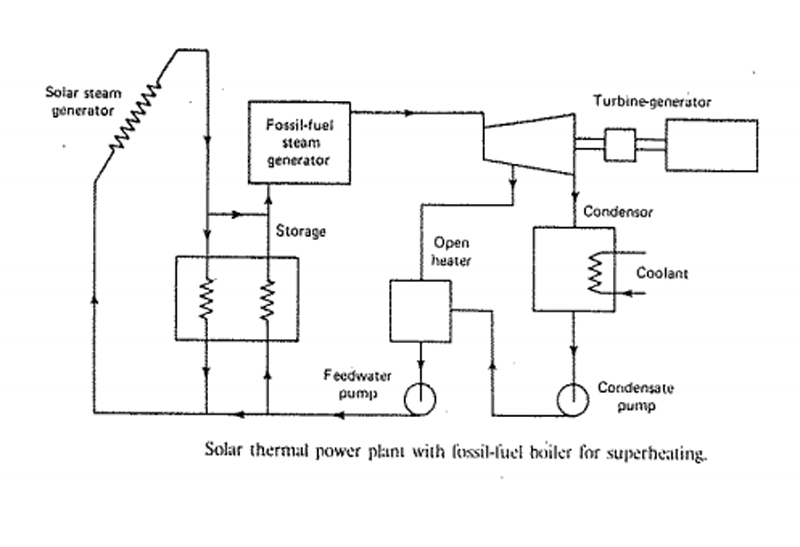 Solar steam
generator
Fossil-fuel
steam
generator
Turbine-generator
Storage
Condensor
Open
heater
Coolant
Feedwater
pump
Condensate
pump
Solar thermal power plant with fossil-fuel boiler for superheating.